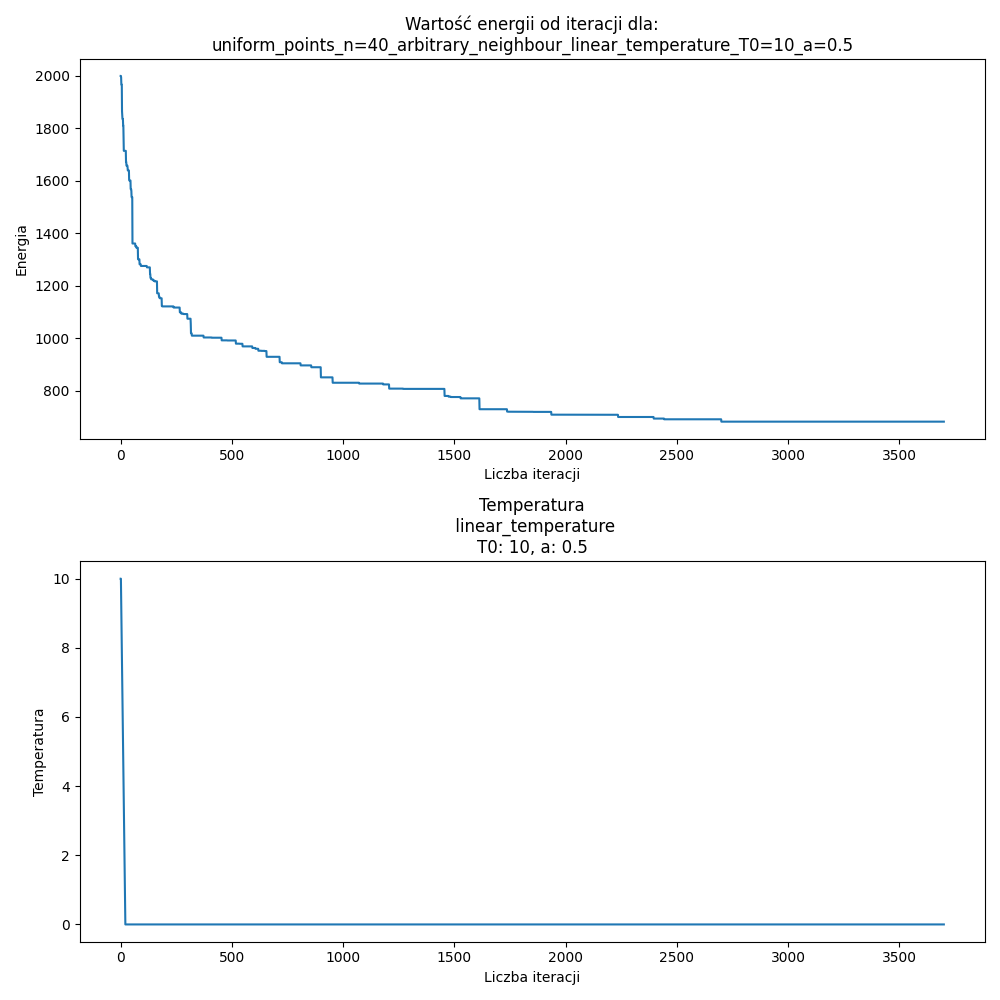 Wartość energii od iteracji dla:
uniform_points_n=40_arbitrary_neighbour_linear_temperature_T0=10_a=0.5
2000
1800
1600
1400
1200
1000
800
Energia
0 500 1000 1500 2000 2500 3000 3500
Liczba iteracji
Temperatura
linear_temperature
T0: 10, a: 0.5
10
8
6
4
2
0
Temperatura
0 500 1000 1500 2000 2500 3000 3500
Liczba iteracji